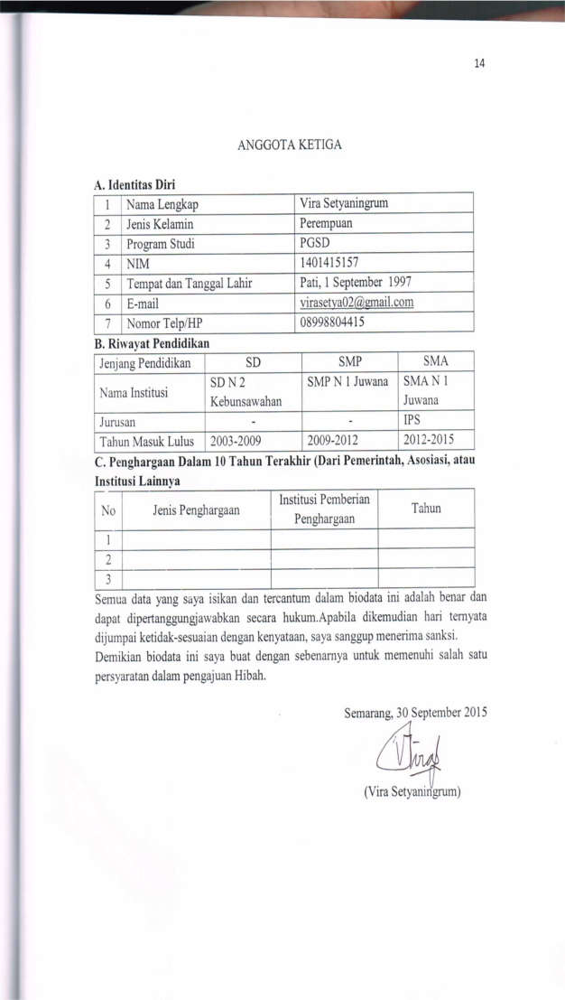 14
ANGGOTA KETIGA
A. Identitas Diri
1 Nama Lengkap Vira Setyaningrum
2 Jenis Kelamin Perempuan
3 Program Studi PGSD
4 NIM 1401415157
5 Tempat dan Tanggal Lahir Pati, 1 September 1997
6 E-mail virasetya02@gmail.com
7 Nomor Telp/HP 08998804415
B. Riwayat Pendidikan
Jenjang Pendidikan SD SMP SMA
Nama Institusi SD N 2 Kebunsawahan SMP N 1 Juwana SMA N 1 Juwana
Jurusan - - IPS
Tahun Masuk Lulus 2003-2009 2009-2012 2012-2015
C. Penghargaan Dalam 10 Tahun Terakhir (Dari Pemerintah, Asosiasi, atau
Institusi Lainnya
No Jenis Penghargaan Institusi Pemberian Penghargaan Tahun
1
2
3
Semua data yang saya isikan dan tercantum dalam biodata ini adalah benar dan
dapat dipertanggungjawabkan secara hukum.Apabila dikemudian hari ternyata
dijumpai ketidak-sesuaian dengan kenyataan, saya sanggup menerima sanksi.
Demikian biodata ini saya buat dengan sebenarnya untuk memenuhi salah satu
persyaratan dalam pengajuan Hibah.
Semarang, 30 September 2015
Vira
(Vira Setyaningrum)